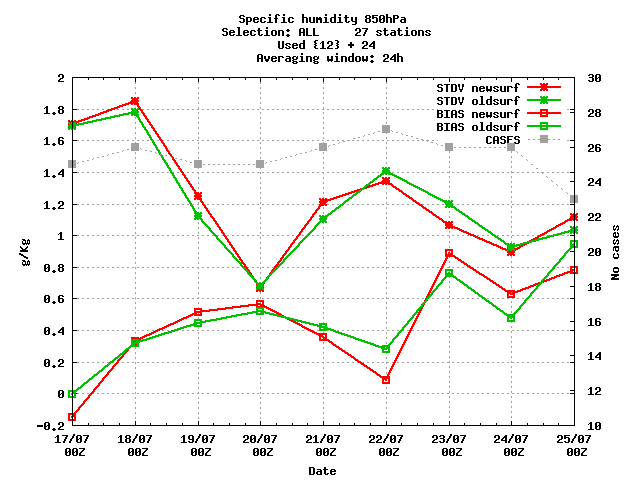 Specific humidity 850hPa
Selection: ALL 27 stations
Used {12} + 24
Averaging window: 24h
STDV newsurf
STDV oldsurf
BIAS newsurf
BIAS oldsurf
CASES
2
1.8
1.6
1.4
1.2
1
0.8
0.6
0.4
0.2
0
-0.2
g/Kg
30
28
26
24
22
20
18
16
14
12
10
No cases
17/07 18/07 19/07 20/07 21/07 22/07 23/07 24/07 25/07
00Z 00Z 00Z 00Z 00Z 00Z 00Z 00Z 00Z
Date